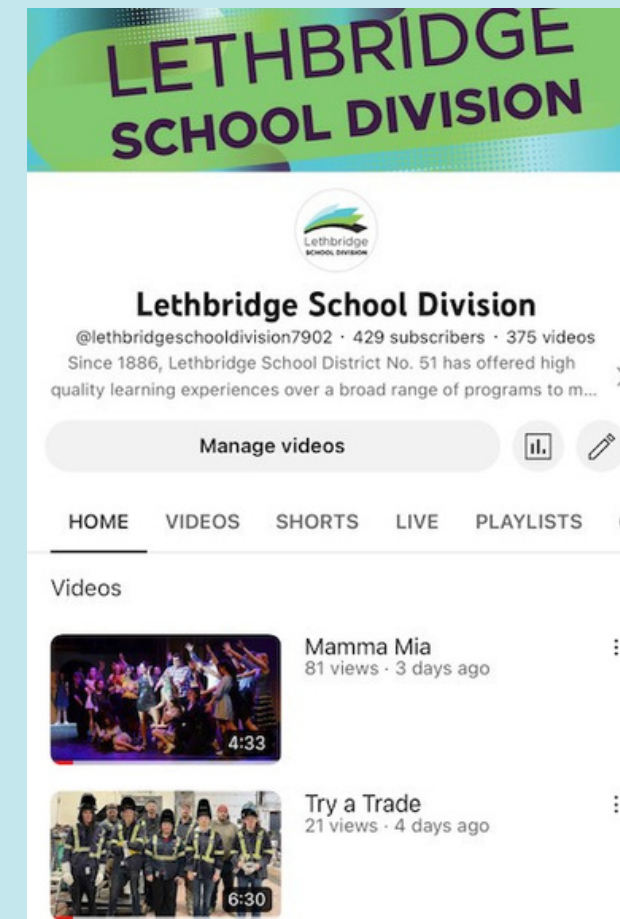 LETHBRIDGE
SCHOOL DIVISION
Lethbridge
SCHOOL DIVISION
Lethbridge School Division
@lethbridgeschooldivision7902 · 429 subscribers · 375 videos
Since 1886, Lethbridge School District No. 51 has offered high
quality learning experiences over a broad range of programs to m...
Manage videos
HOME VIDEOS SHORTS LIVE PLAYLISTS
Videos
Mamma Mia
81 views · 3 days ago
4:33
Try a Trade
21 views · 4 days ago
6:30